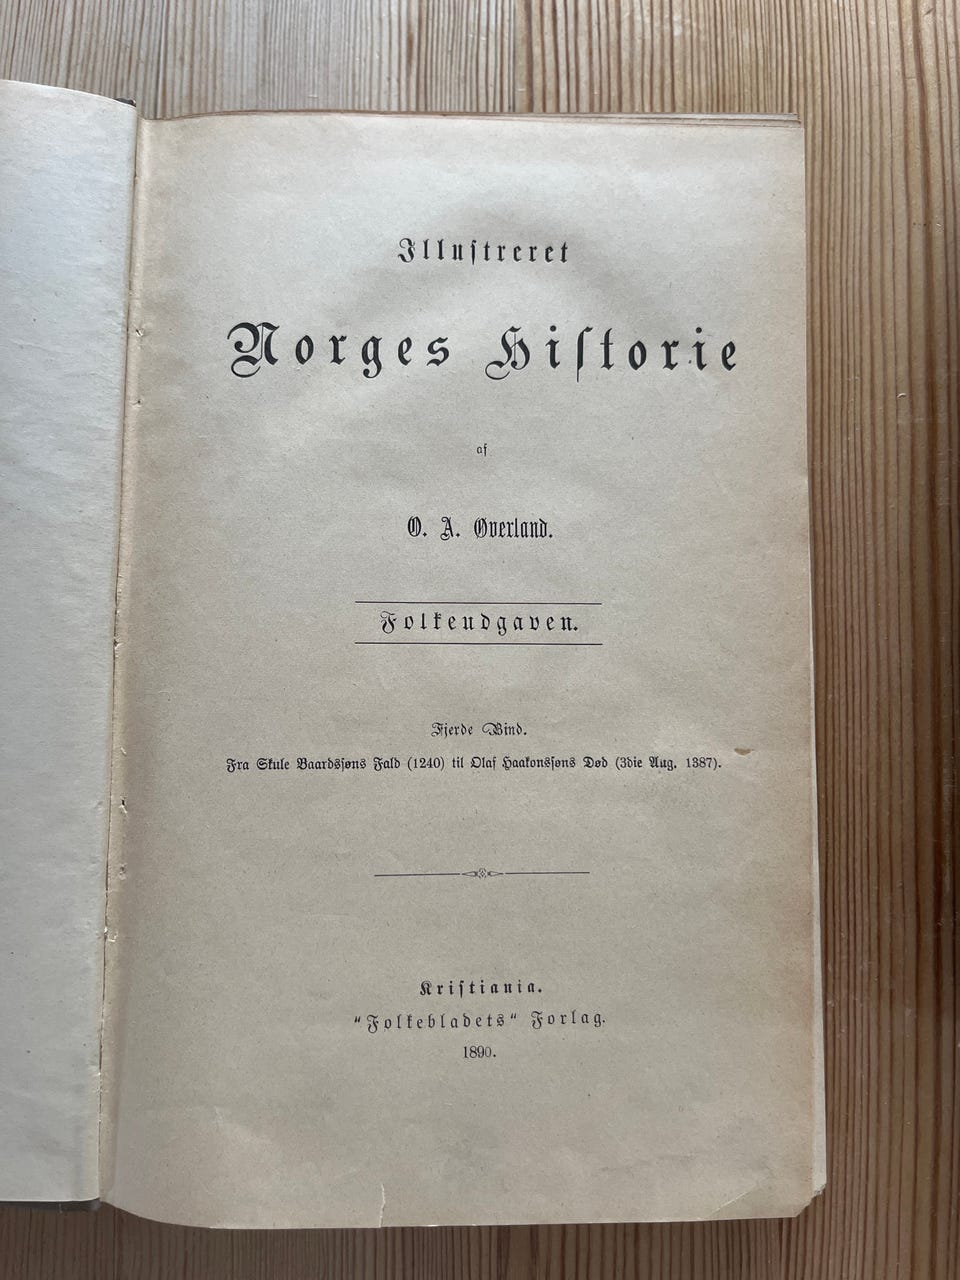 Illustreret
Norges Historie
af
O. A. Øverland.
Folkeudgaven.
Fjerde Bind.
Fra Skule Baardssøns Fald (1240) til Olaf Haakonssøns Død (3die Aug. 1387).
Kristiania.
"Folkebladets" Forlag.
1890.